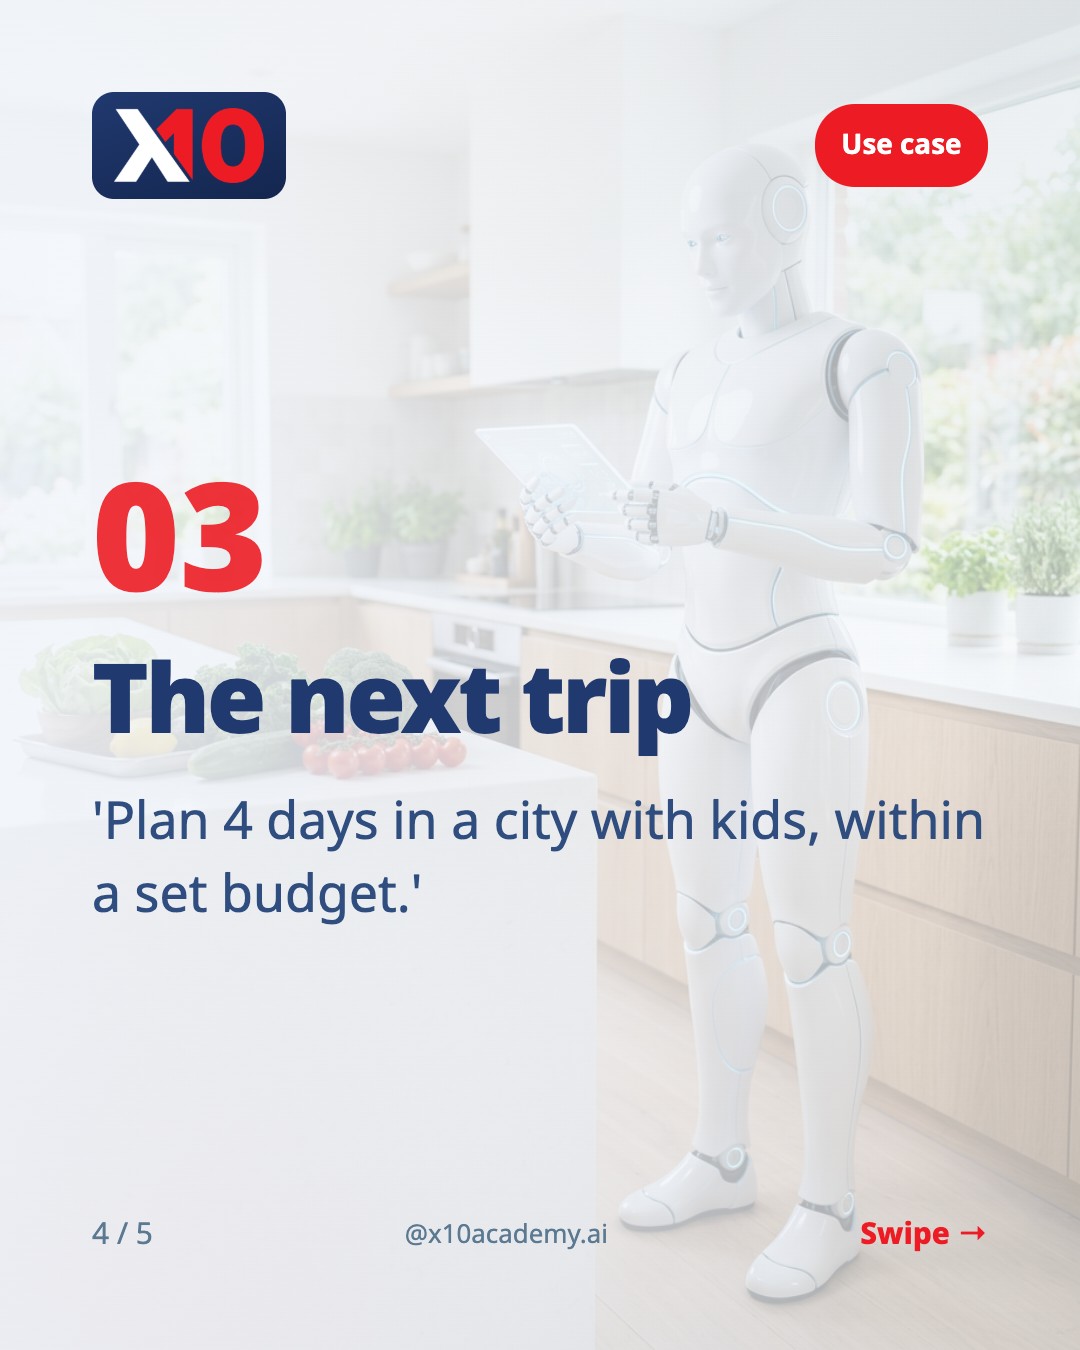 X10
Use case
03
The next trip
'Plan 4 days in a city with kids, within
a set budget.'
4 / 5
@x10academy.ai
Swipe →